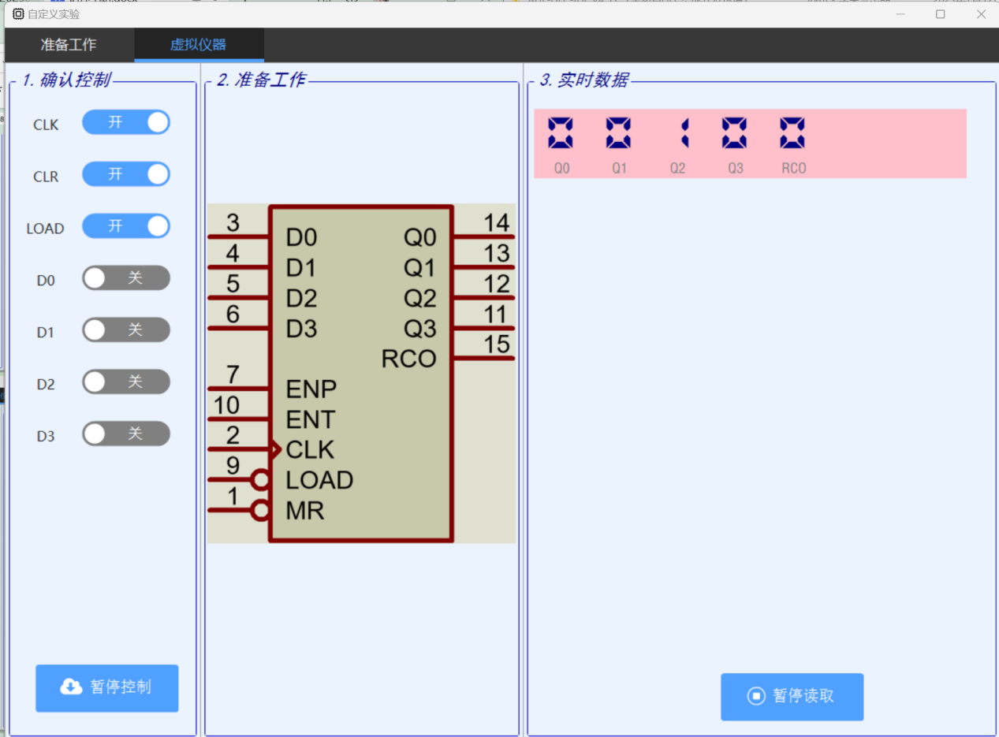 自定义实验
准备工作
虚拟仪器
1. 确认控制
CLK 开
CLR 开
LOAD 开
D0 关
D1 关
D2 关
D3 关
暂停控制
2. 准备工作
3 D0 Q0 14
4 D1 Q1 13
5 D2 Q2 12
6 D3 Q3 11
RCO 15
7 ENP
10 ENT
2 CLK
9 LOAD
1 MR
3. 实时数据
0 0 1 0 0
Q0 Q1 Q2 Q3 RCO
暂停读取